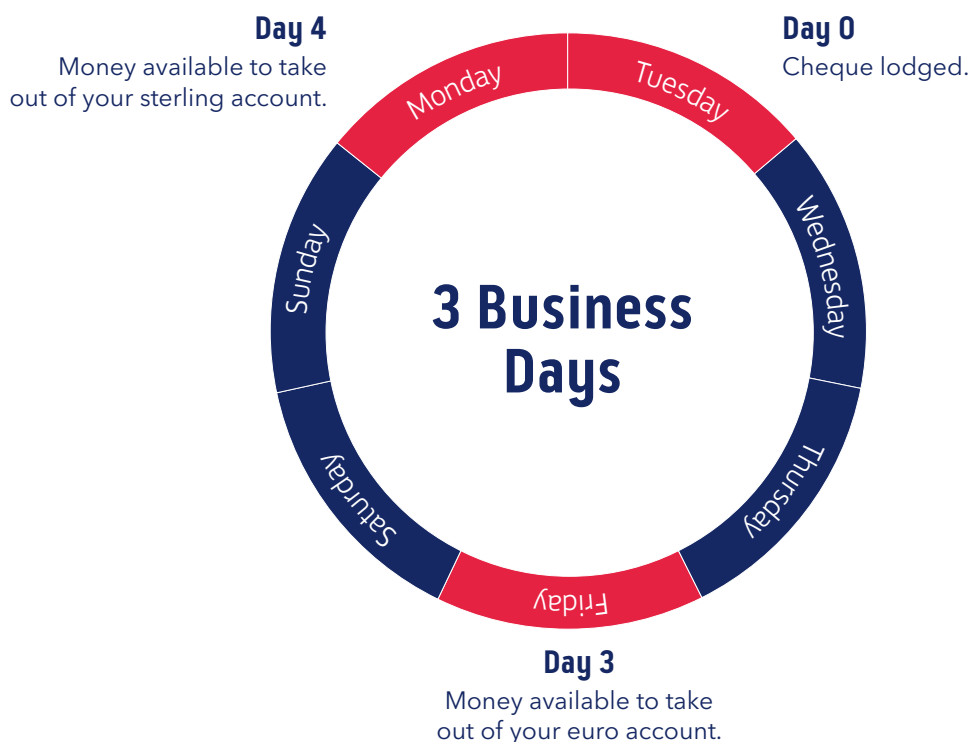 Day 4
Money available to take
out of your sterling account.
Day 0
Cheque lodged.
Monday
Tuesday
Wednesday
Thursday
Friday
Saturday
Sunday
3 Business
Days
Day 3
Money available to take
out of your euro account.